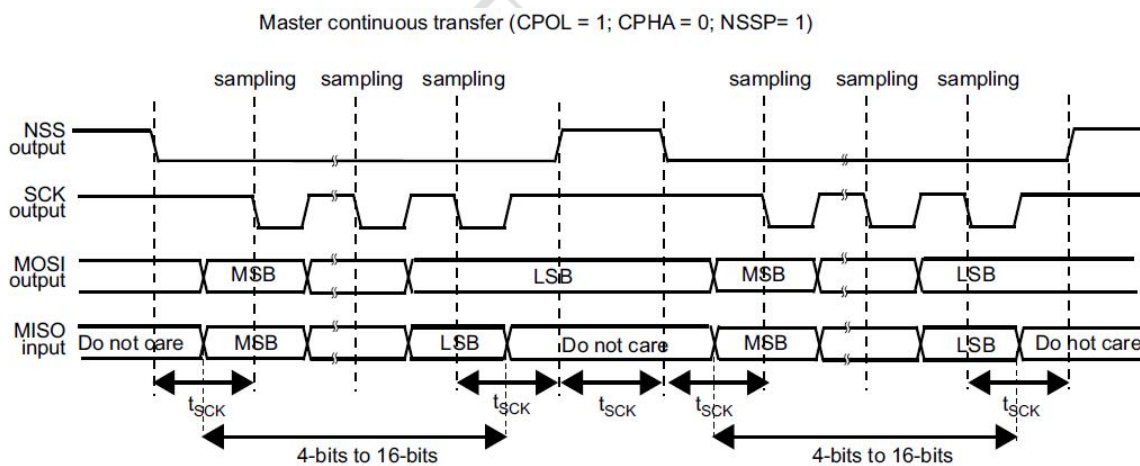 Master continuous transfer (CPOL = 1; CPHA = 0; NSSP= 1)
sampling sampling sampling sampling sampling sampling
NSS
output
SCK
output
MOSI
output
MSB LSB MSB LSB
MISO
input
Do not care MSB LSB Do not care MSB LSB Do not care
tSCK tSCK tSCK tSCK tSCK
4-bits to 16-bits 4-bits to 16-bits